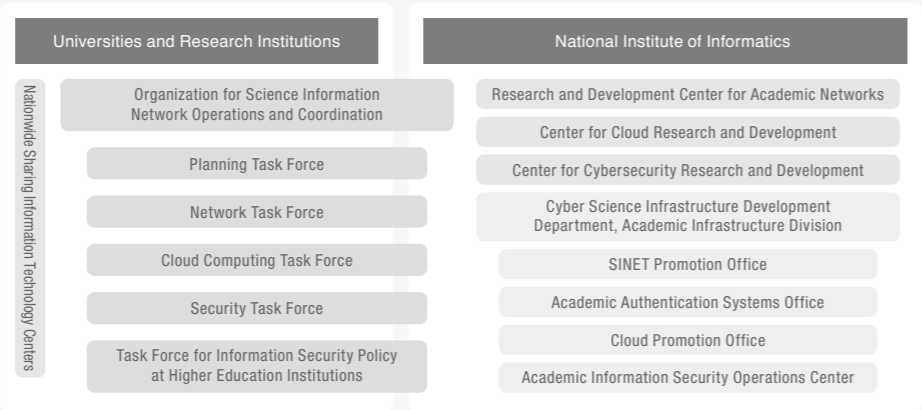 Universities and Research Institutions
Nationwide Sharing Information Technology Centers
Organization for Science Information
Network Operations and Coordination
Planning Task Force
Network Task Force
Cloud Computing Task Force
Security Task Force
Task Force for Information Security Policy
at Higher Education Institutions
National Institute of Informatics
Research and Development Center for Academic Networks
Center for Cloud Research and Development
Center for Cybersecurity Research and Development
Cyber Science Infrastructure Development
Department, Academic Infrastructure Division
SINET Promotion Office
Academic Authentication Systems Office
Cloud Promotion Office
Academic Information Security Operations Center